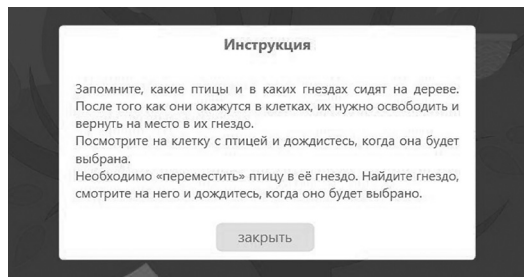 Инструкция
Запомните, какие птицы и в каких гнездах сидят на дереве.
После того как они окажутся в клетках, их нужно освободить и
вернуть на место в их гнездо.
Посмотрите на клетку с птицей и дождистесь, когда она будет
выбрана.
Необходимо «переместить» птицу в её гнездо. Найдите гнездо,
смотрите на него и дождитесь, когда оно будет выбрано.
закрыть